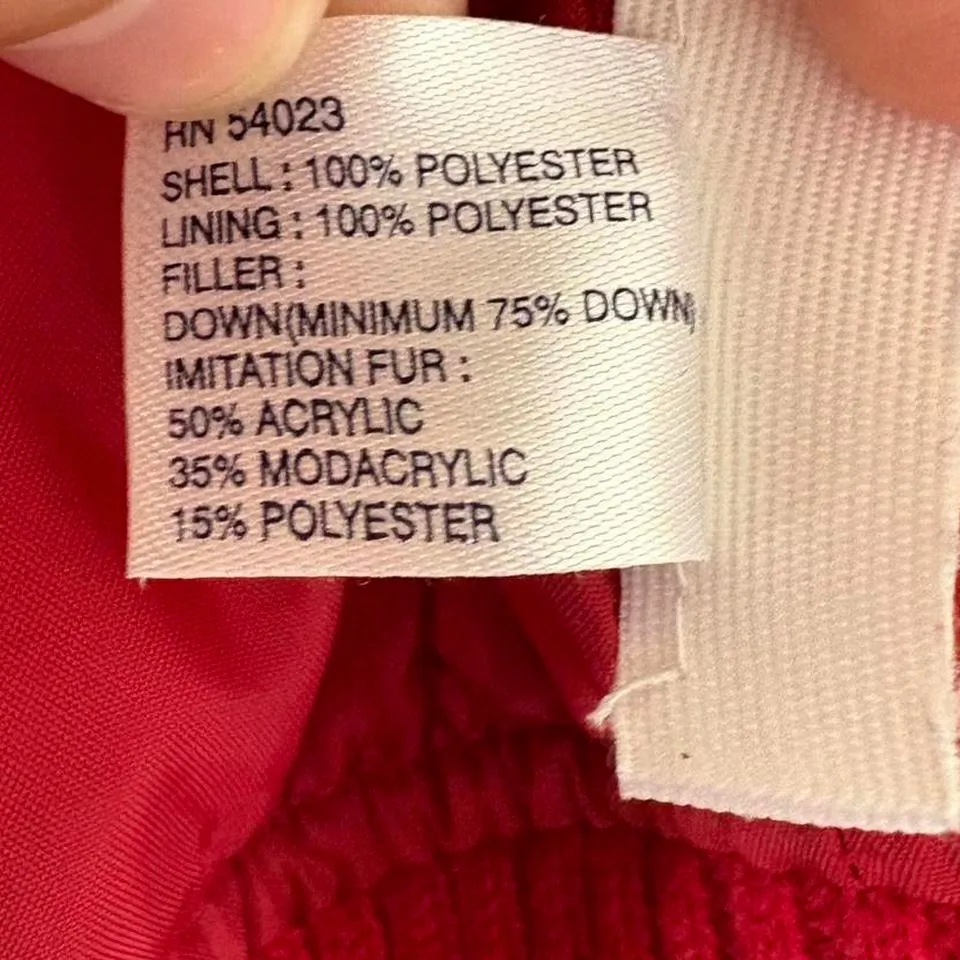 RN 54023
SHELL : 100% POLYESTER
LINING : 100% POLYESTER
FILLER :
DOWN(MINIMUM 75% DOWN)
IMITATION FUR :
50% ACRYLIC
35% MODACRYLIC
15% POLYESTER